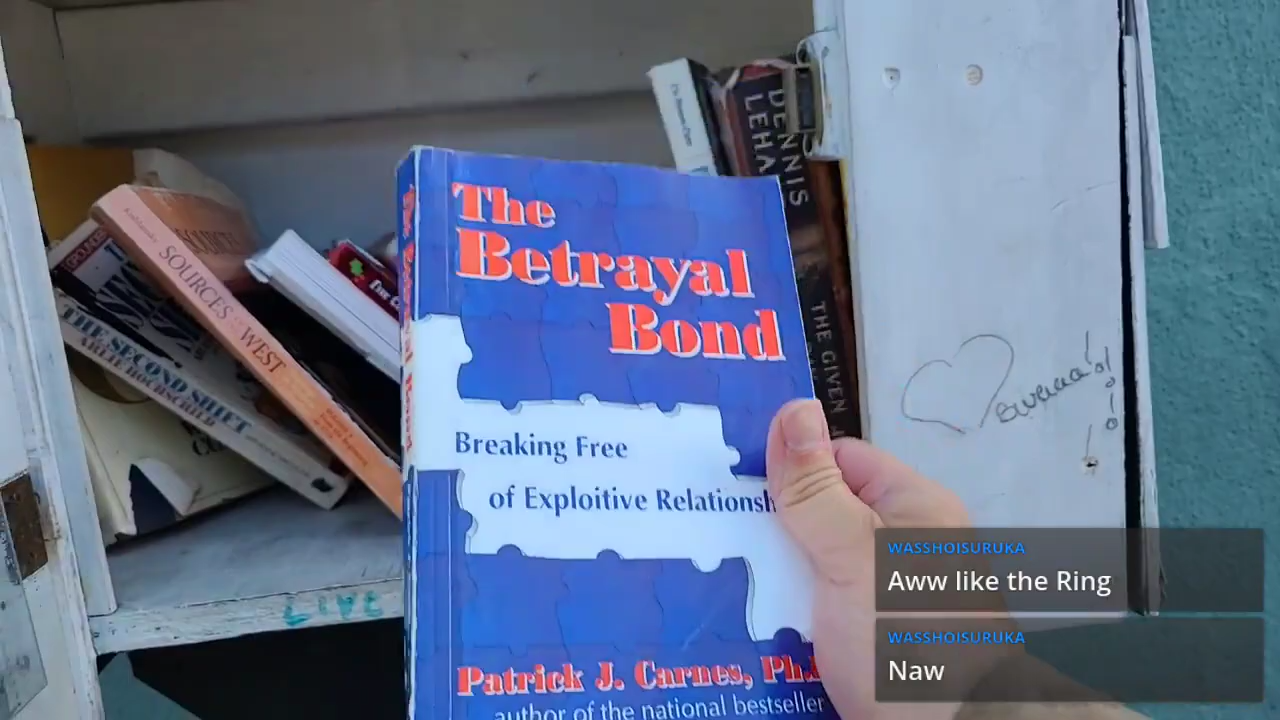 The
Betrayal
Bond
Breaking Free
of Exploitive Relationsh
Patrick J. Carnes, Ph.
author of the national bestseller
SOURCES
WEST
THE SECOND SHIFT
ARLIE HOCHSCHILD
DENNIS
LEHA
THE GIVEN
WASSHOISURUKA
Aww like the Ring
WASSHOISURUKA
Naw